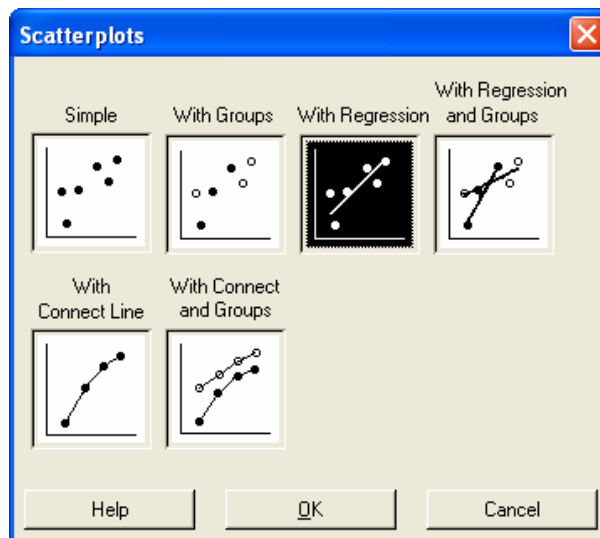 Scatterplots
Simple
With Groups
With Regression
With Regression
and Groups
With
Connect Line
With Connect
and Groups
Help
OK
Cancel